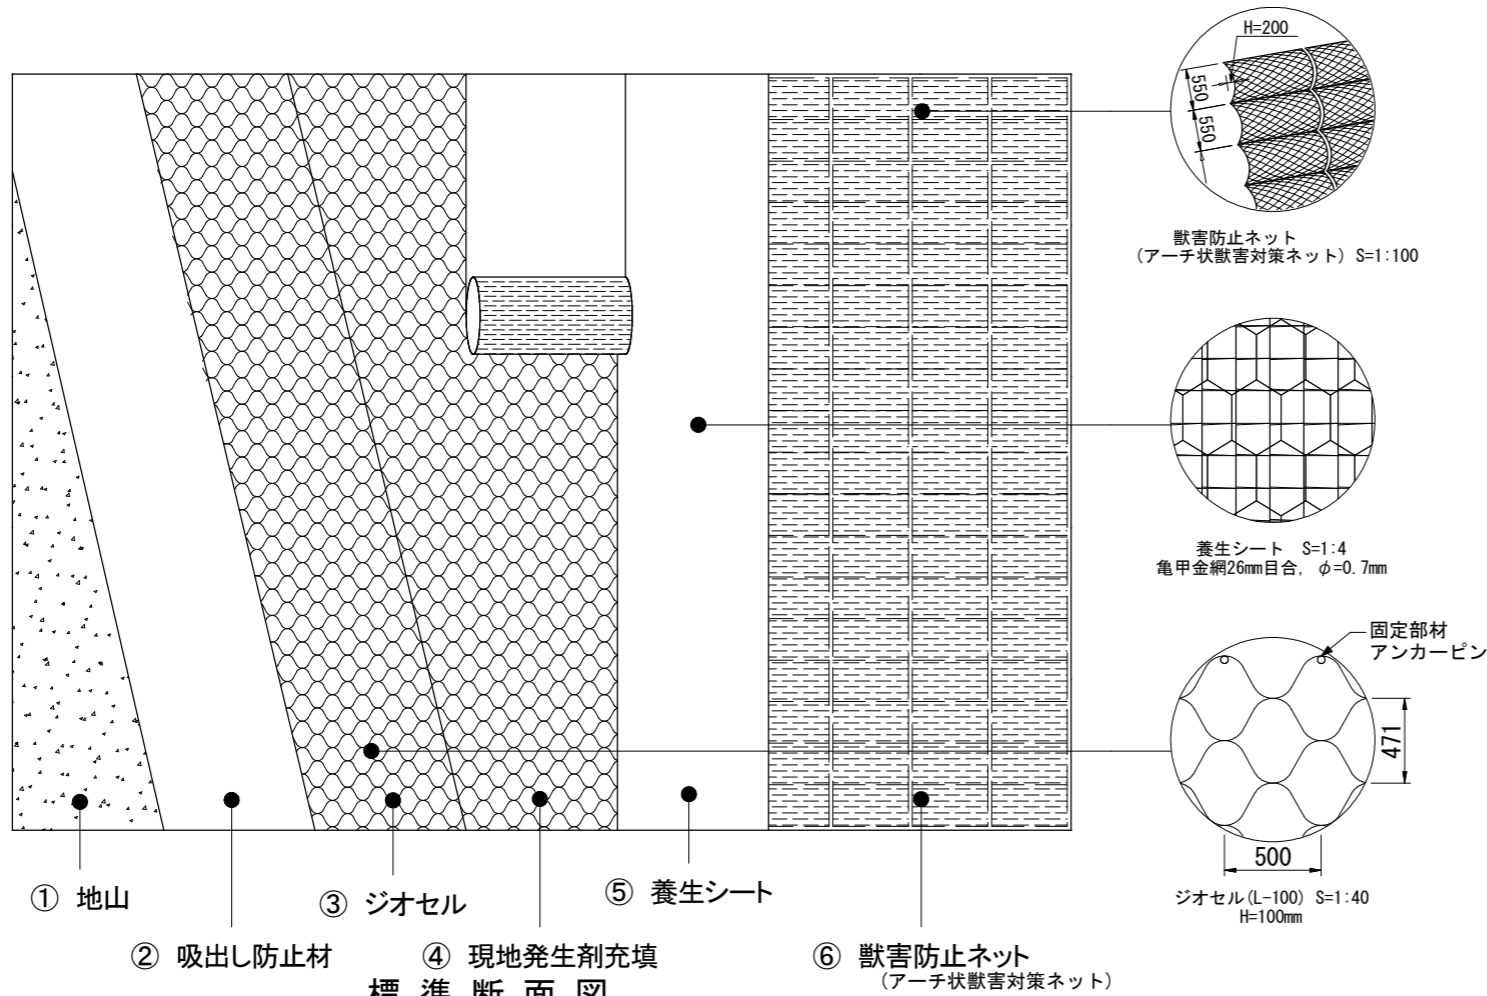 H=200
550
550
獣害防止ネット
(アーチ状獣害対策ネット) S=1:100
養生シート S=1:4
亀甲金網26mm目合, φ=0.7mm
固定部材
アンカーピン
471
500
ジオセル(L-100) S=1:40
H=100mm
① 地山
② 吸出し防止材
③ ジオセル
④ 現地発生剤充填
⑤ 養生シート
⑥ 獣害防止ネット
(アーチ状獣害対策ネット)
標準断面図